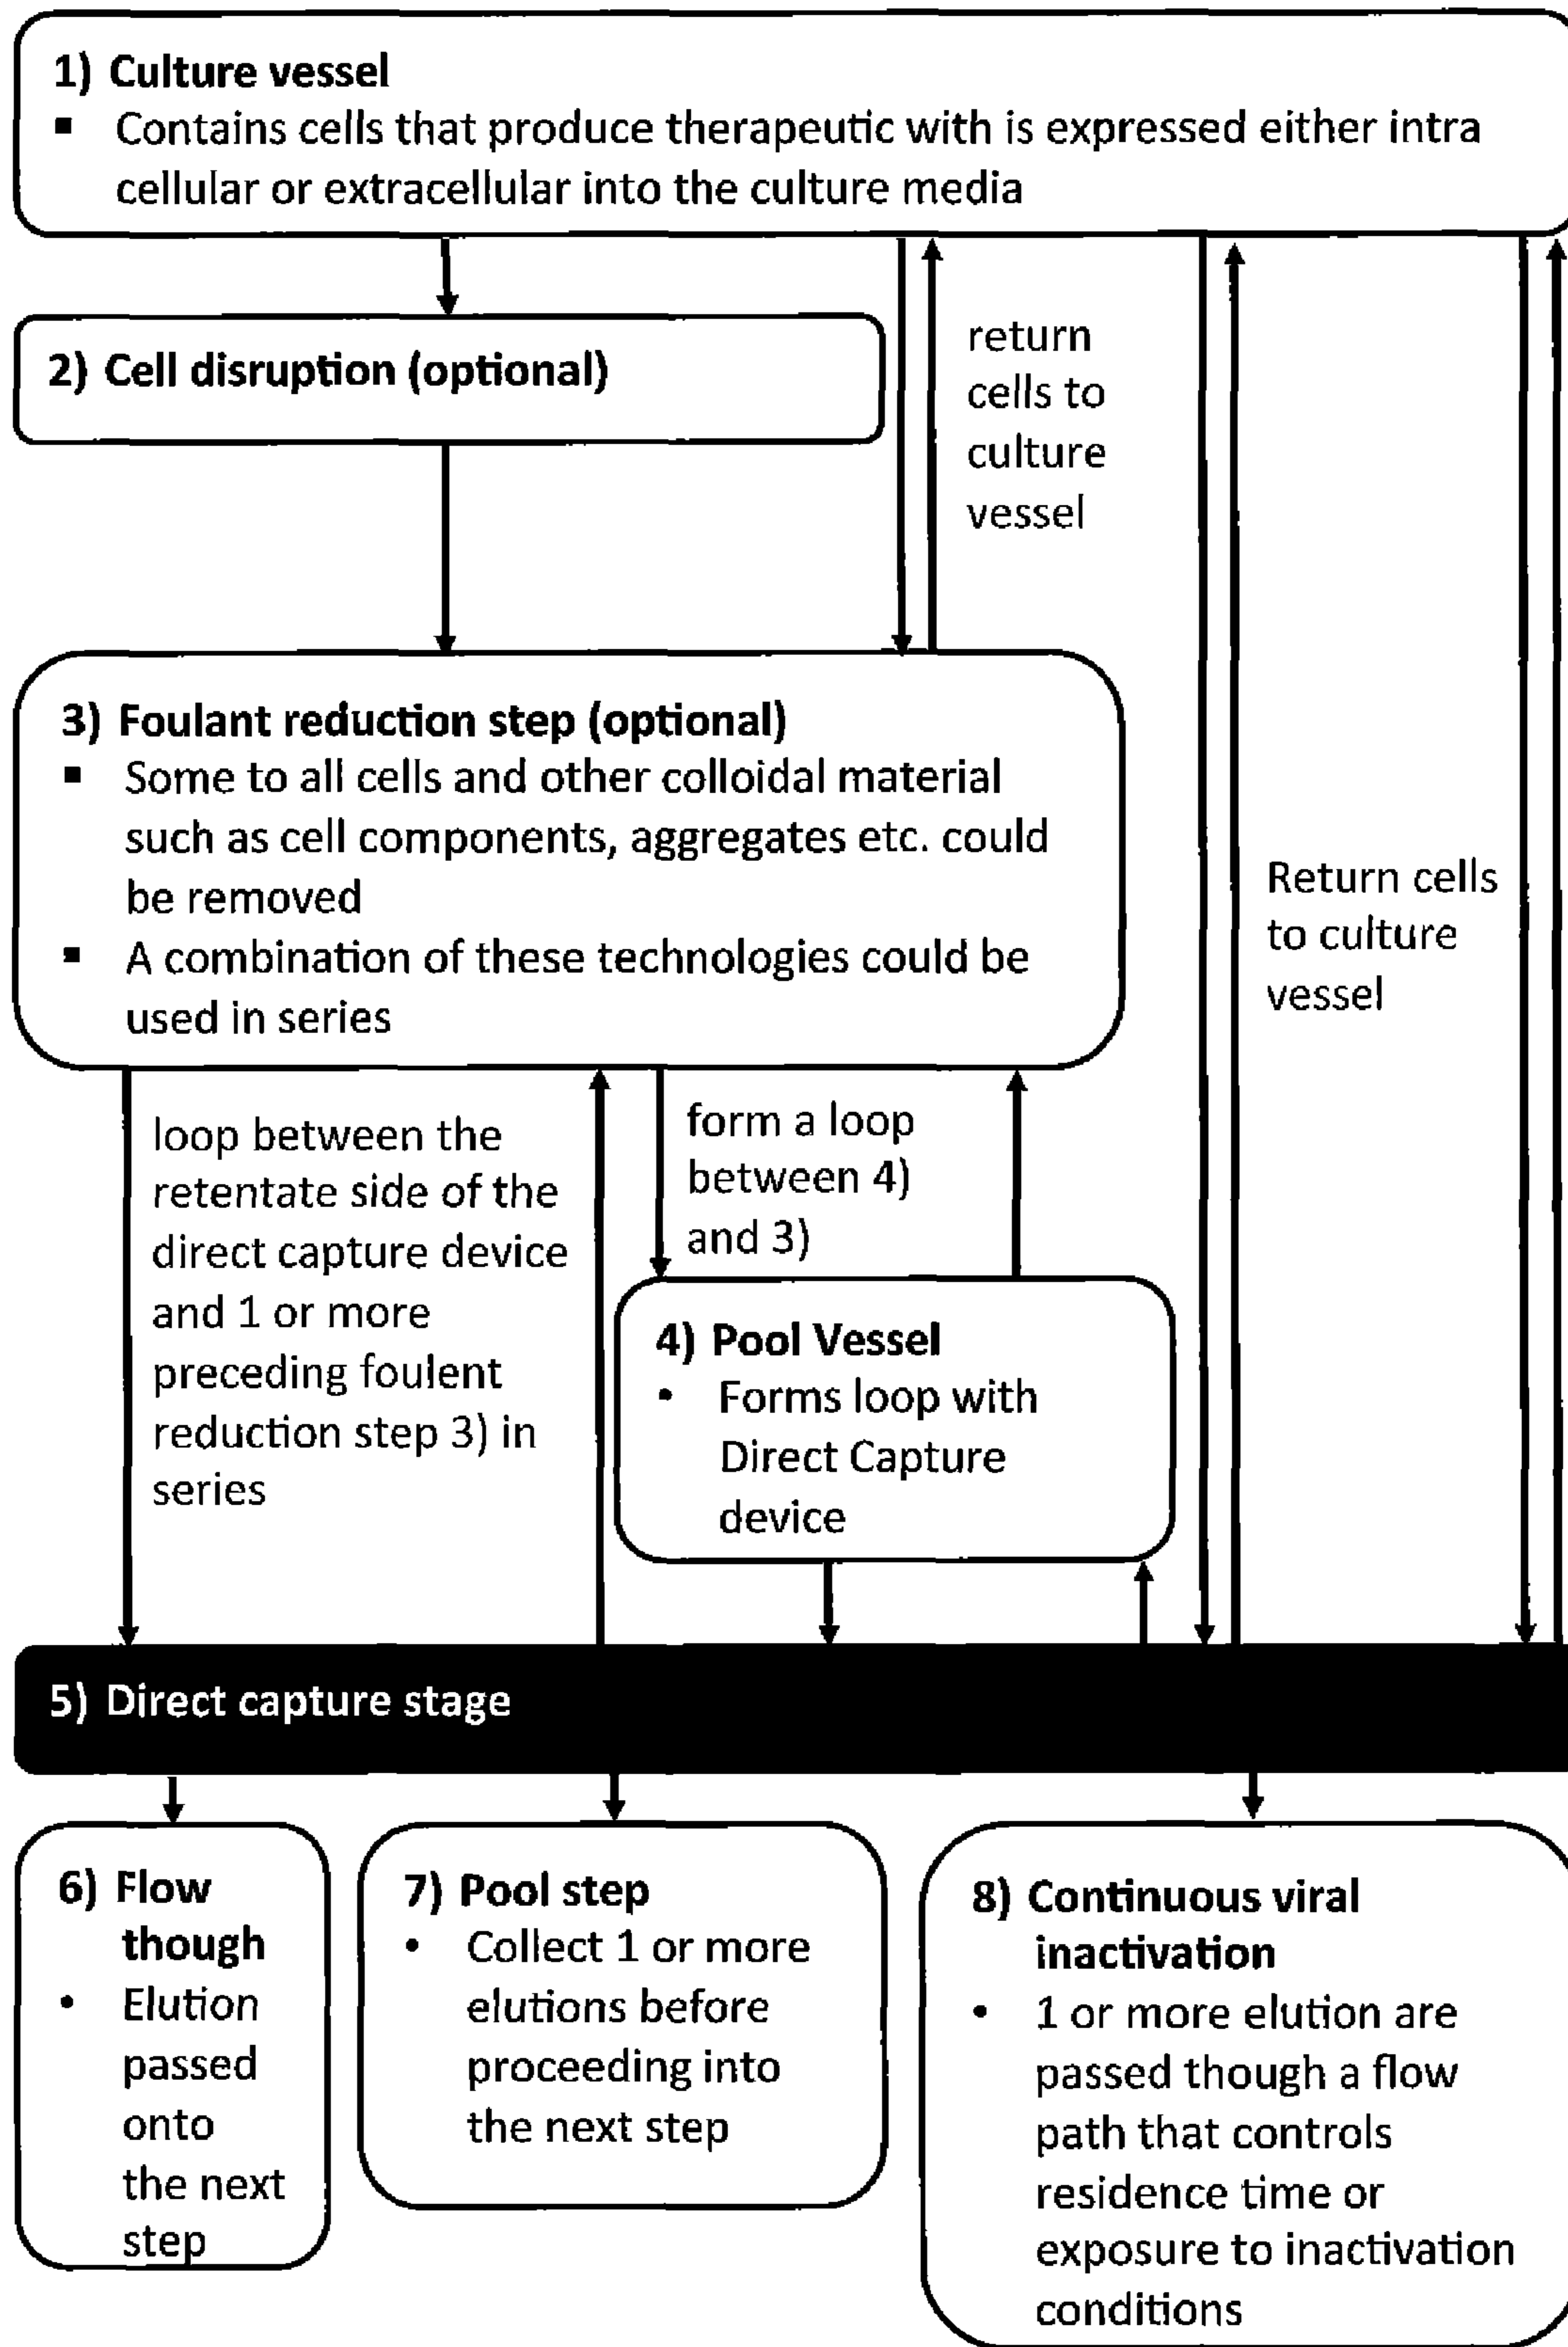 1) Culture vessel
▪ Contains cells that produce therapeutic with is expressed either intra
cellular or extracellular into the culture media
2) Cell disruption (optional)
return
cells to
culture
vessel
3) Foulant reduction step (optional)
▪ Some to all cells and other colloidal material
such as cell components, aggregates etc. could
be removed
▪ A combination of these technologies could be
used in series
Return cells
to culture
vessel
loop between the
retentate side of the
direct capture device
and 1 or more
preceding foulent
reduction step 3) in
series
form a loop
between 4)
and 3)
4) Pool Vessel
• Forms loop with
Direct Capture
device
5) Direct capture stage
6) Flow
though
• Elution
passed
onto
the next
step
7) Pool step
• Collect 1 or more
elutions before
proceeding into
the next step
8) Continuous viral
inactivation
• 1 or more elution are
passed though a flow
path that controls
residence time or
exposure to inactivation
conditions